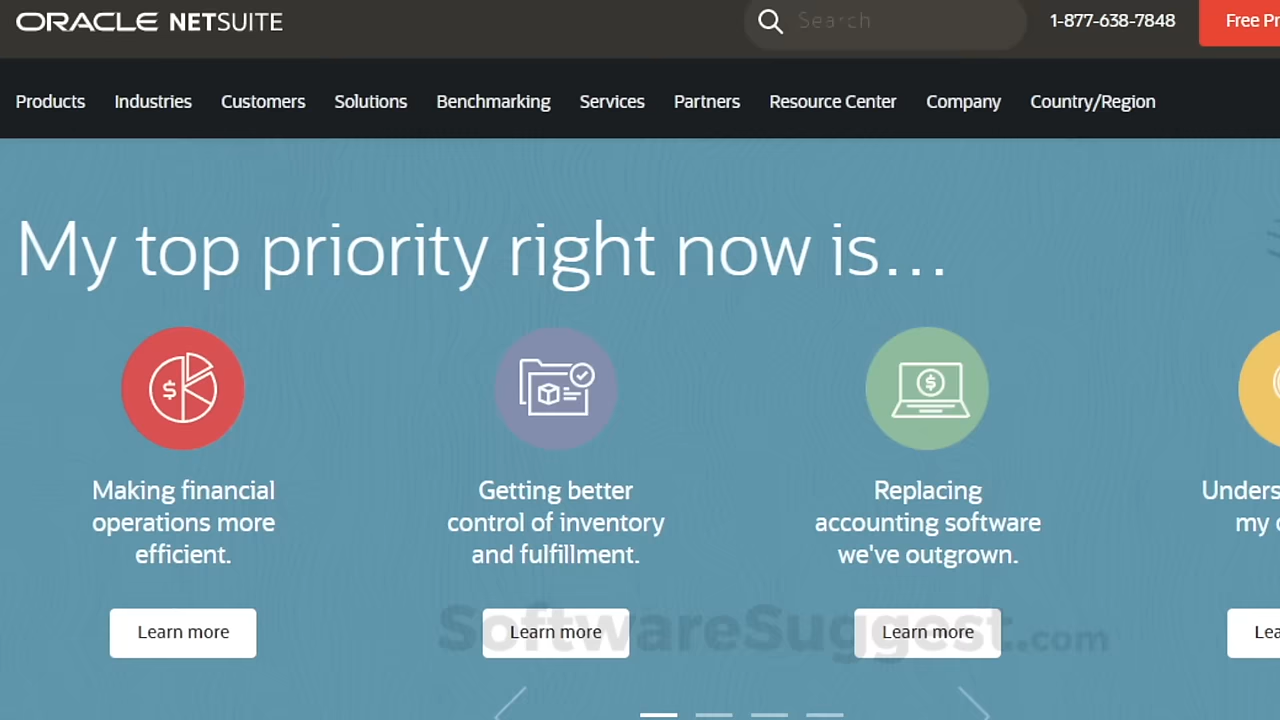 ORACLE NETSUITE
Search
1-877-638-7848
Free Pr
Products Industries Customers Solutions Benchmarking Services Partners Resource Center Company Country/Region
My top priority right now is...
Making financial
operations more
efficient.
Getting better
control of inventory
and fulfillment.
Replacing
accounting software
we've outgrown.
Unders
my
Learn more
Learn more
Learn more
Lea
SoftwareSuggest.com